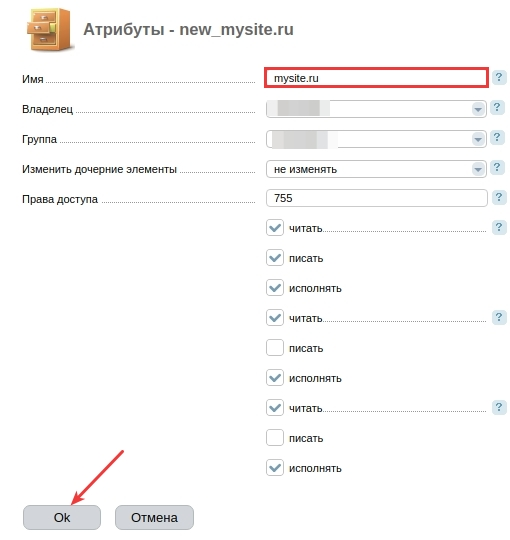 Атрибуты - new_mysite.ru
Имя mysite.ru ?
Владелец ?
Группа ?
Изменить дочерние элементы не изменять ?
Права доступа 755 ?
читать ?
писать
исполнять
читать ?
писать
исполнять
читать ?
писать
исполнять
Ok Отмена